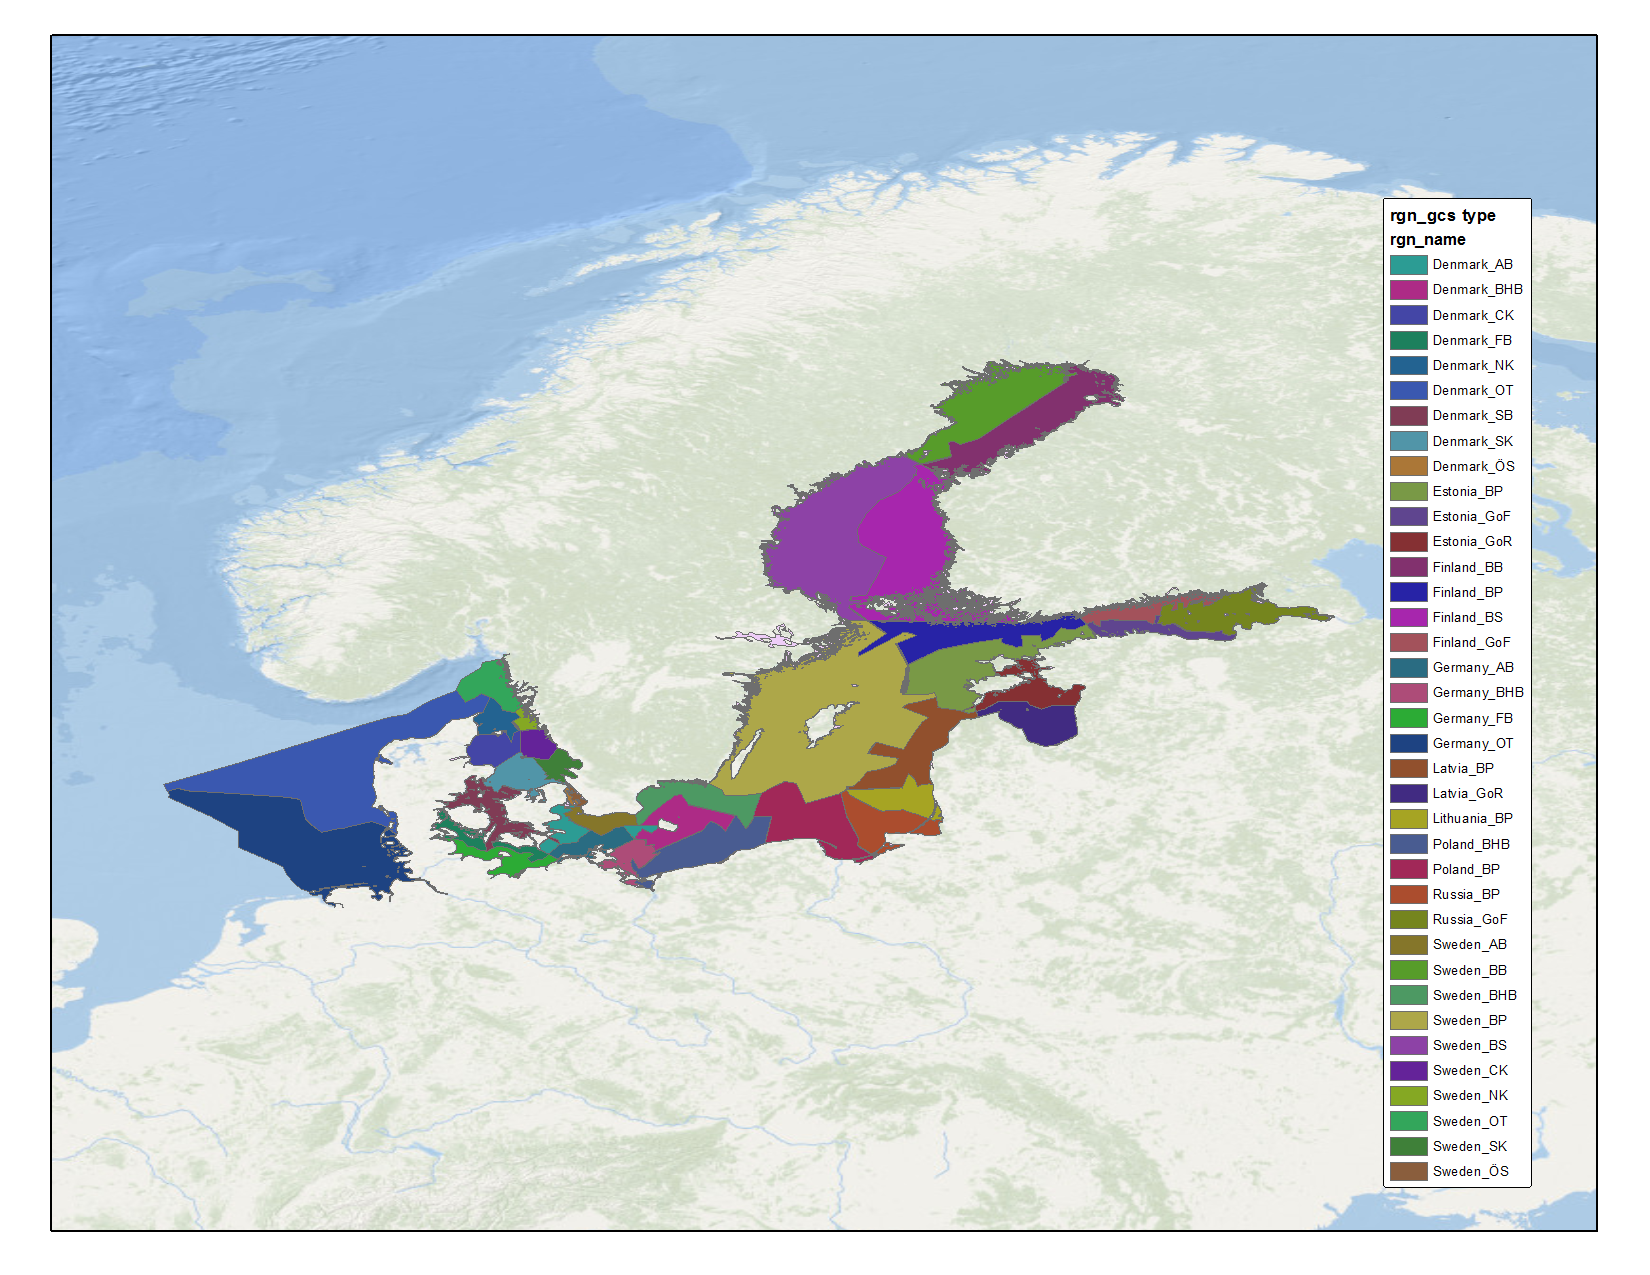 rgn_gcs type
rgn_name
Denmark_AB
Denmark_BHB
Denmark_CK
Denmark_FB
Denmark_NK
Denmark_OT
Denmark_SB
Denmark_SK
Denmark_ÖS
Estonia_BP
Estonia_GoF
Estonia_GoR
Finland_BB
Finland_BP
Finland_BS
Finland_GoF
Germany_AB
Germany_BHB
Germany_FB
Germany_OT
Latvia_BP
Latvia_GoR
Lithuania_BP
Poland_BHB
Poland_BP
Russia_BP
Russia_GoF
Sweden_AB
Sweden_BB
Sweden_BHB
Sweden_BP
Sweden_BS
Sweden_CK
Sweden_NK
Sweden_OT
Sweden_SK
Sweden_ÖS